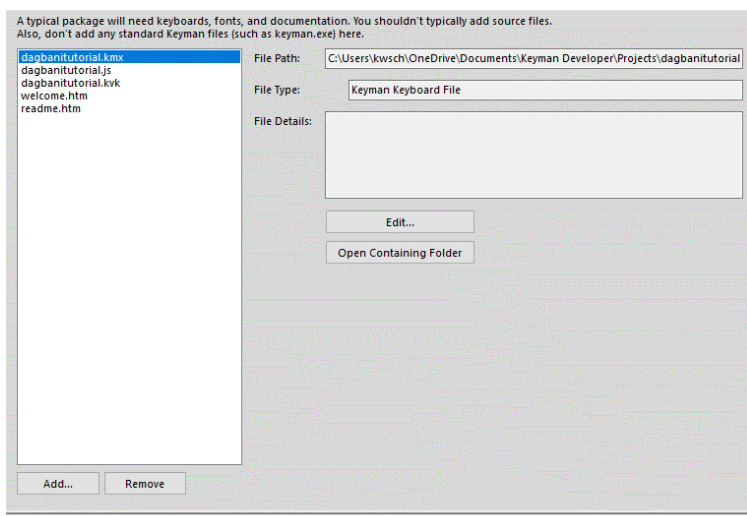 A typical package will need keyboards, fonts, and documentation. You shouldn't typically add source files.
Also, don't add any standard Keyman files (such as keyman.exe) here.
dagbanitutorial.kmx
dagbanitutorial.js
dagbanitutorial.kvk
welcome.htm
readme.htm
File Path:
C:\Users\kwsch\OneDrive\Documents\Keyman Developer\Projects\dagbanitutorial
File Type:
Keyman Keyboard File
File Details:
Edit...
Open Containing Folder
Add...
Remove